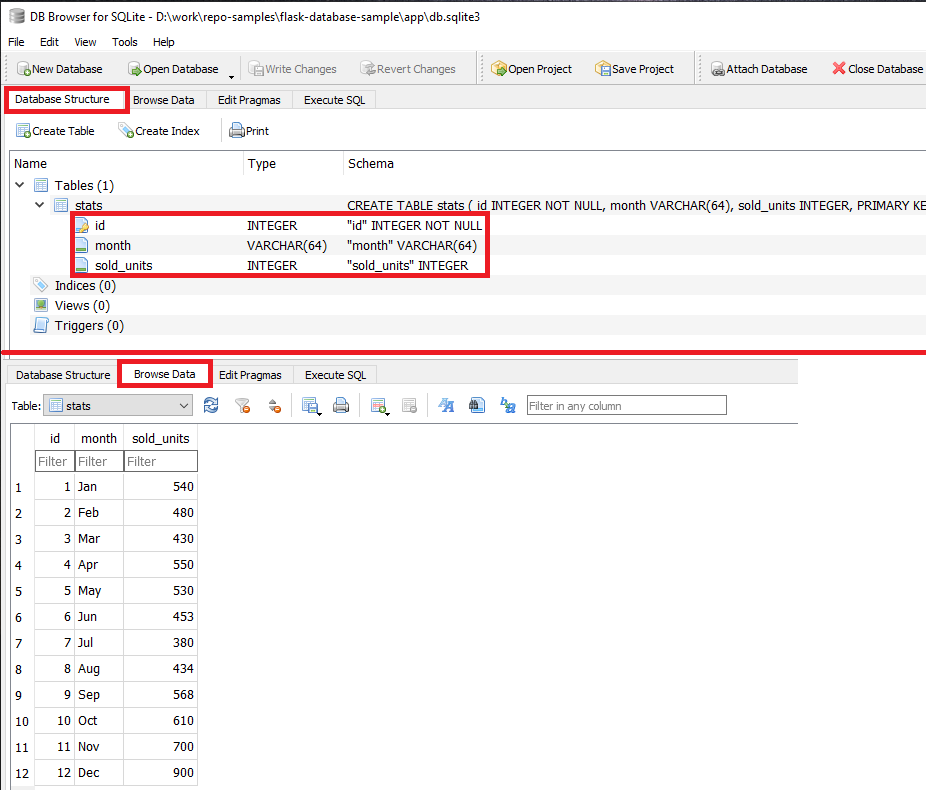 DB Browser for SQLite - D:\work\repo-samples\flask-database-sample\app\db.sqlite3
File Edit View Tools Help
New Database Open Database Write Changes Revert Changes Open Project Save Project Attach Database Close Database
Database Structure Browse Data Edit Pragmas Execute SQL
Create Table Create Index Print
Name Type Schema
Tables (1)
stats CREATE TABLE stats ( id INTEGER NOT NULL, month VARCHAR(64), sold_units INTEGER, PRIMARY KE
id INTEGER "id" INTEGER NOT NULL
month VARCHAR(64) "month" VARCHAR(64)
sold_units INTEGER "sold_units" INTEGER
Indices (0)
Views (0)
Triggers (0)
Database Structure Browse Data Edit Pragmas Execute SQL
Table: stats Filter in any column
id month sold_units
Filter Filter Filter
1 1 Jan 540
2 2 Feb 480
3 3 Mar 430
4 4 Apr 550
5 5 May 530
6 6 Jun 453
7 7 Jul 380
8 8 Aug 434
9 9 Sep 568
10 10 Oct 610
11 11 Nov 700
12 12 Dec 900